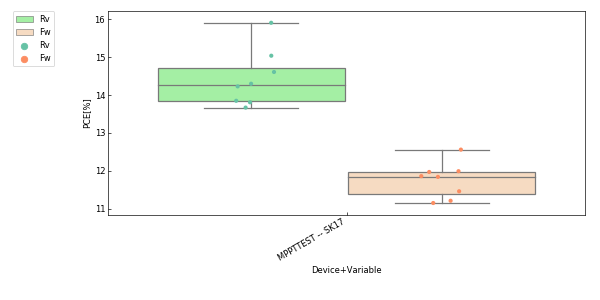 Rv
Fw
Rv
Fw
16
15
14
13
12
11
PCE[%]
MPPTTEST -- SK17
Device+Variable